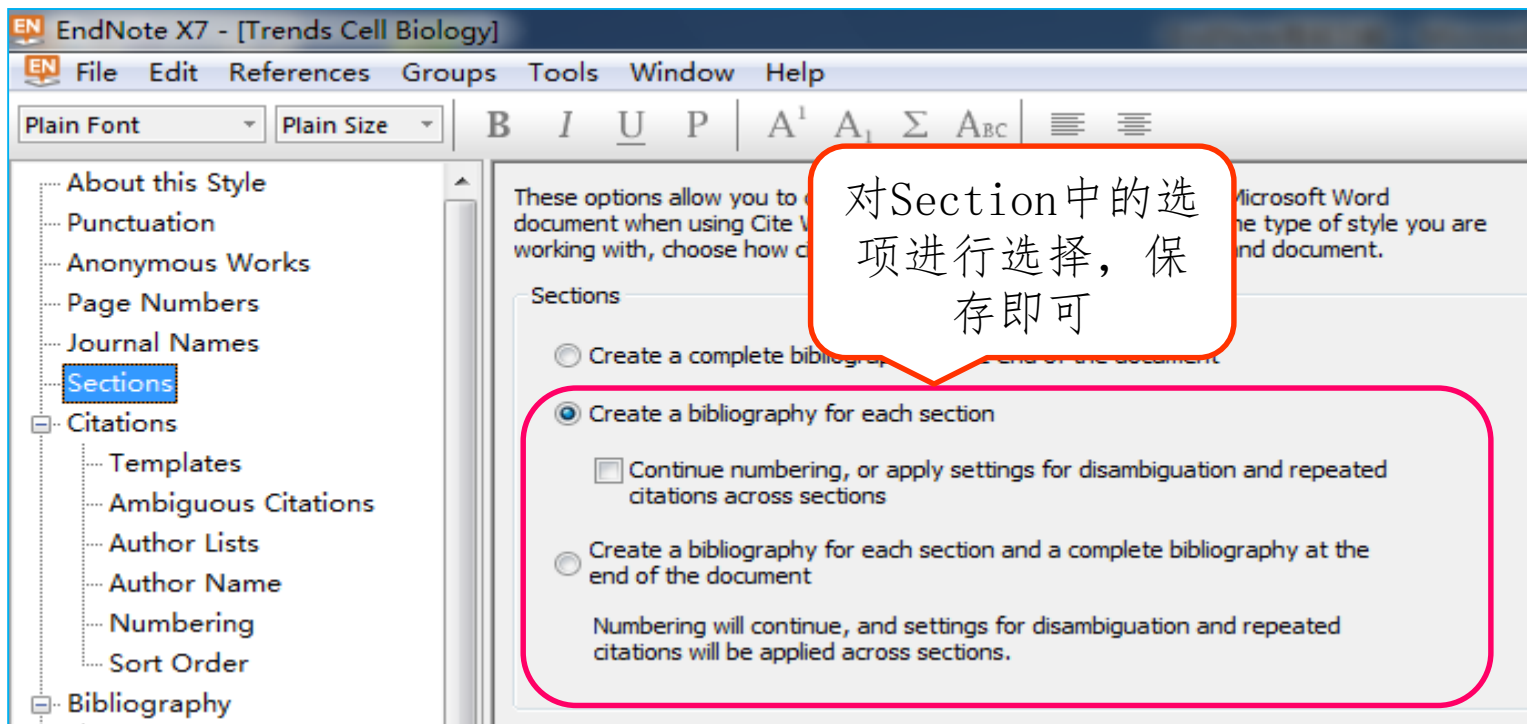 EndNote X7 - [Trends Cell Biology]
File Edit References Groups Tools Window Help
Plain Font Plain Size B I U P A¹ A₁ Σ ABC
About this Style
Punctuation
Anonymous Works
Page Numbers
Journal Names
Sections
Citations
Templates
Ambiguous Citations
Author Lists
Author Name
Numbering
Sort Order
Bibliography
These options allow you to Microsoft Word
document when using Cite type of style you are
working with, choose how and document.
对Section中的选
项进行选择，保
存即可
Sections
Create a complete end of the document
Create a bibliography for each section
Continue numbering, or apply settings for disambiguation and repeated
citations across sections
Create a bibliography for each section and a complete bibliography at the
end of the document
Numbering will continue, and settings for disambiguation and repeated
citations will be applied across sections.